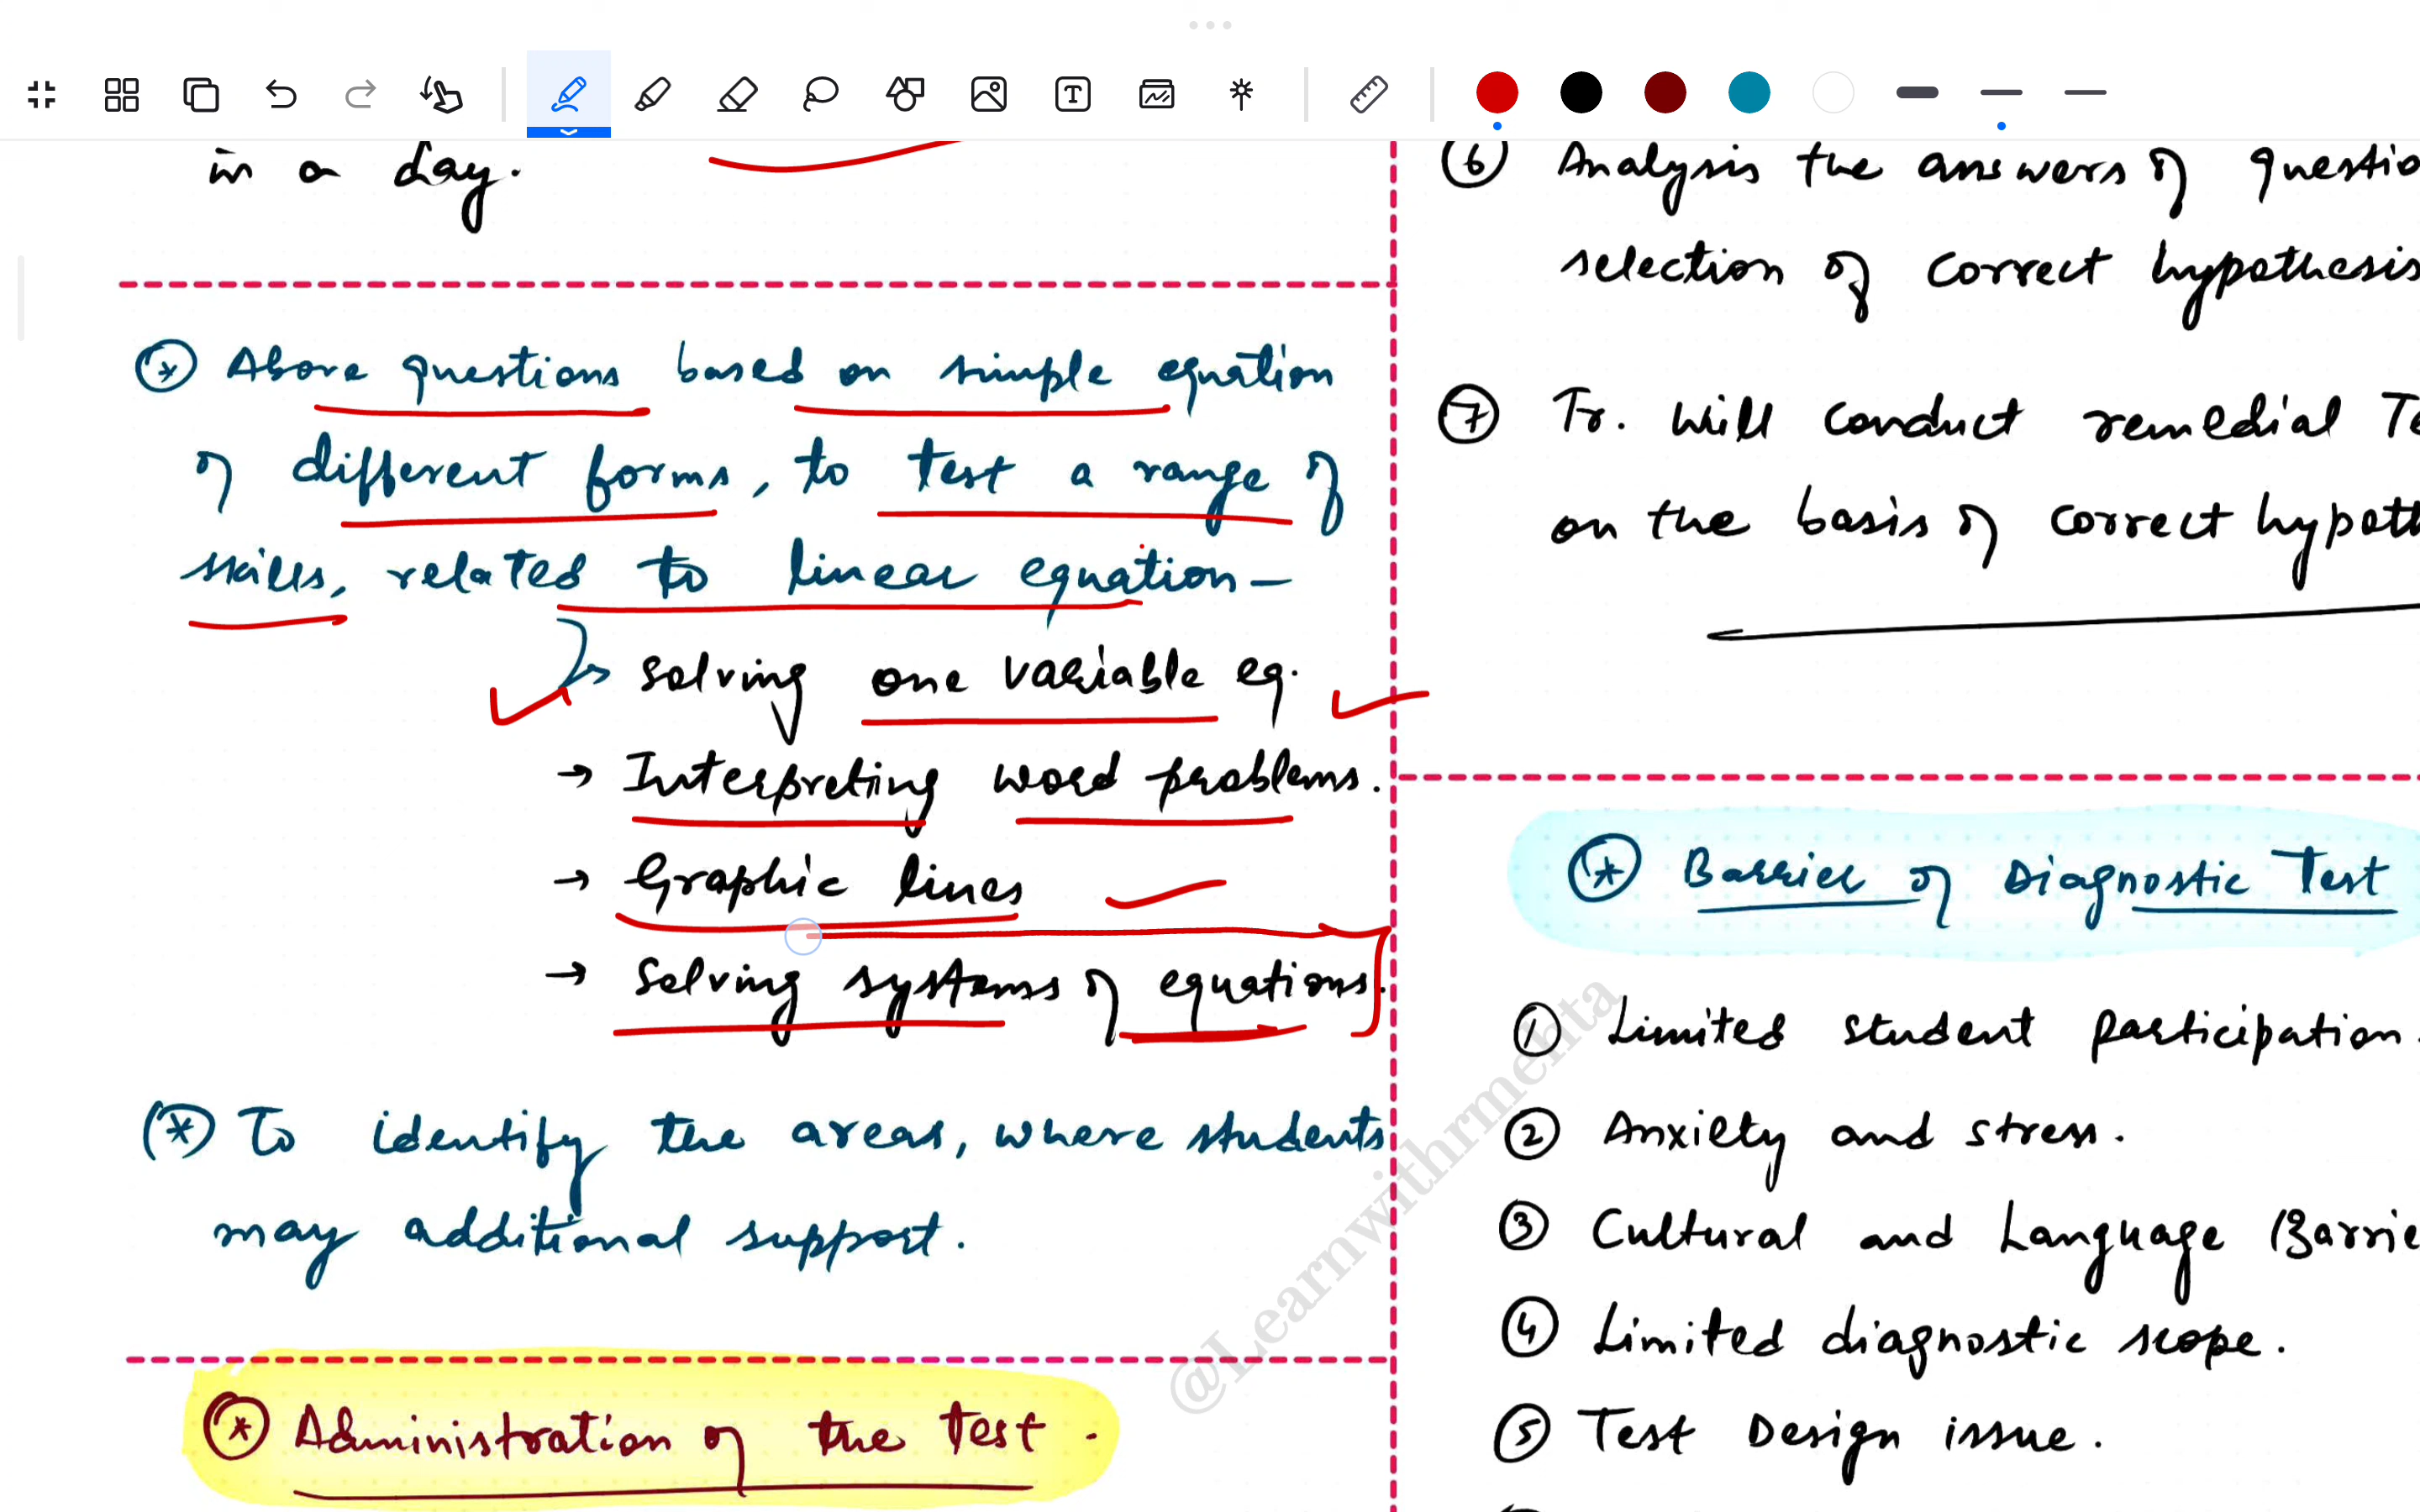 in a day.
⊛ Above questions based on simple equation
of different forms, to test a range of
skills, related to linear equation—
→ Solving one variable eq.
→ Interpreting word problems.
→ Graphic lines
→ Solving systems of equations.
⊛ To identify the areas, where students
may additional support.
⊛ Administration of the Test.
⑥ Analysis the answers of questio
selection of correct hypothesis
⑦ Tr. will conduct remedial Te
on the basis of correct hypoth
⊛ Barrier of Diagnostic Test
① Limited student participation.
② Anxiety and stress.
③ Cultural and Language Barrie
④ Limited diagnostic scope.
⑤ Test Design issue.
@Learnwithrmehta